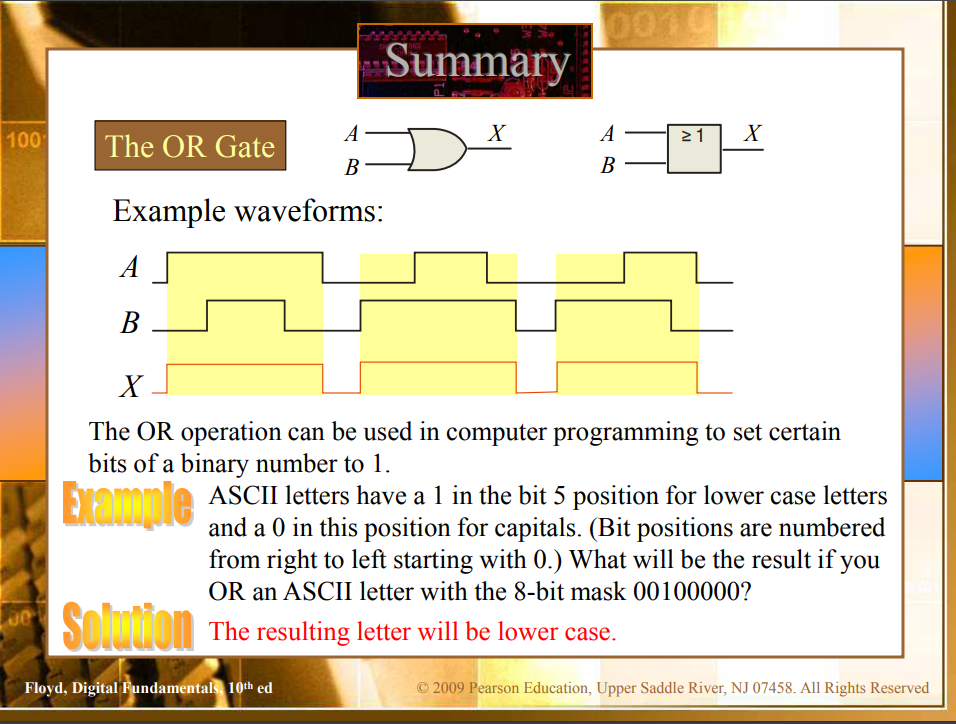 Summary
The OR Gate
A
B
X
A
B
≥ 1
X
Example waveforms:
A
B
X
The OR operation can be used in computer programming to set certain
bits of a binary number to 1.
Example
ASCII letters have a 1 in the bit 5 position for lower case letters
and a 0 in this position for capitals. (Bit positions are numbered
from right to left starting with 0.) What will be the result if you
OR an ASCII letter with the 8-bit mask 00100000?
Solution
The resulting letter will be lower case.
Floyd, Digital Fundamentals, 10th ed
© 2009 Pearson Education, Upper Saddle River, NJ 07458. All Rights Reserved